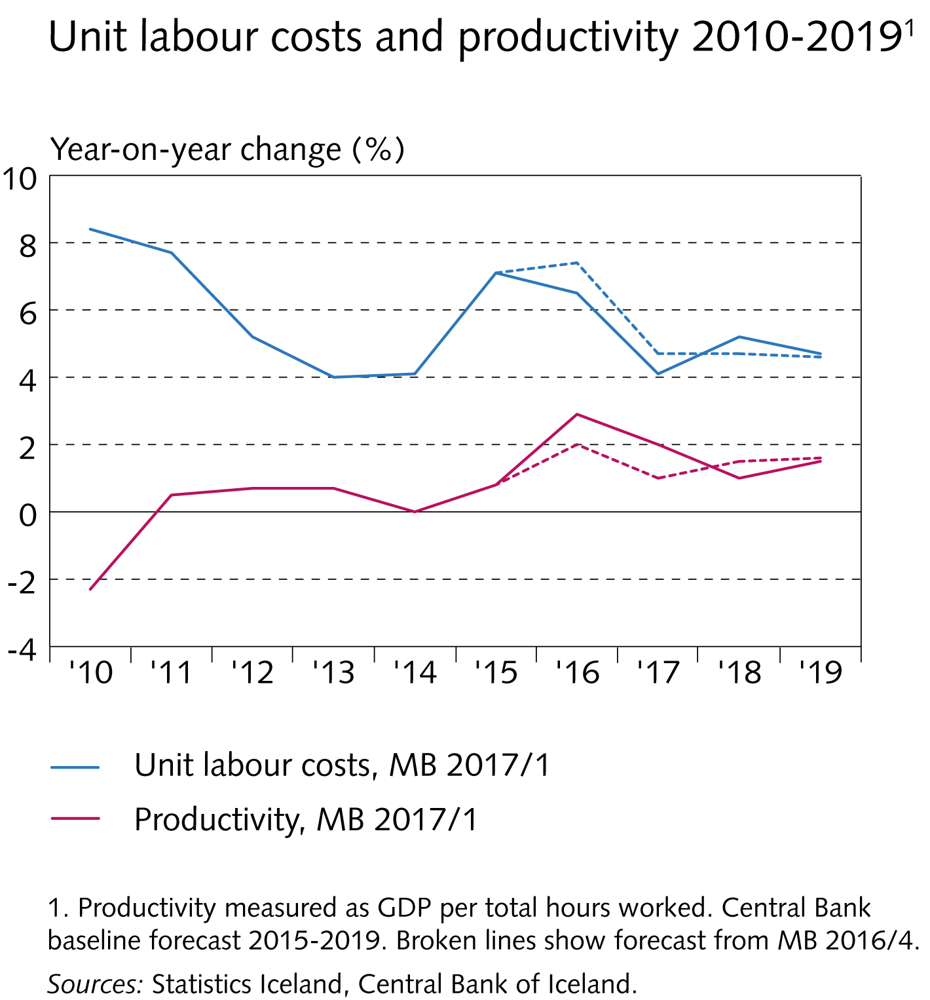 Unit labour costs and productivity 2010-2019¹
Year-on-year change (%)
10
8
6
4
2
0
-2
-4
'10 '11 '12 '13 '14 '15 '16 '17 '18 '19
Unit labour costs, MB 2017/1
Productivity, MB 2017/1
1. Productivity measured as GDP per total hours worked. Central Bank
baseline forecast 2015-2019. Broken lines show forecast from MB 2016/4.
Sources: Statistics Iceland, Central Bank of Iceland.